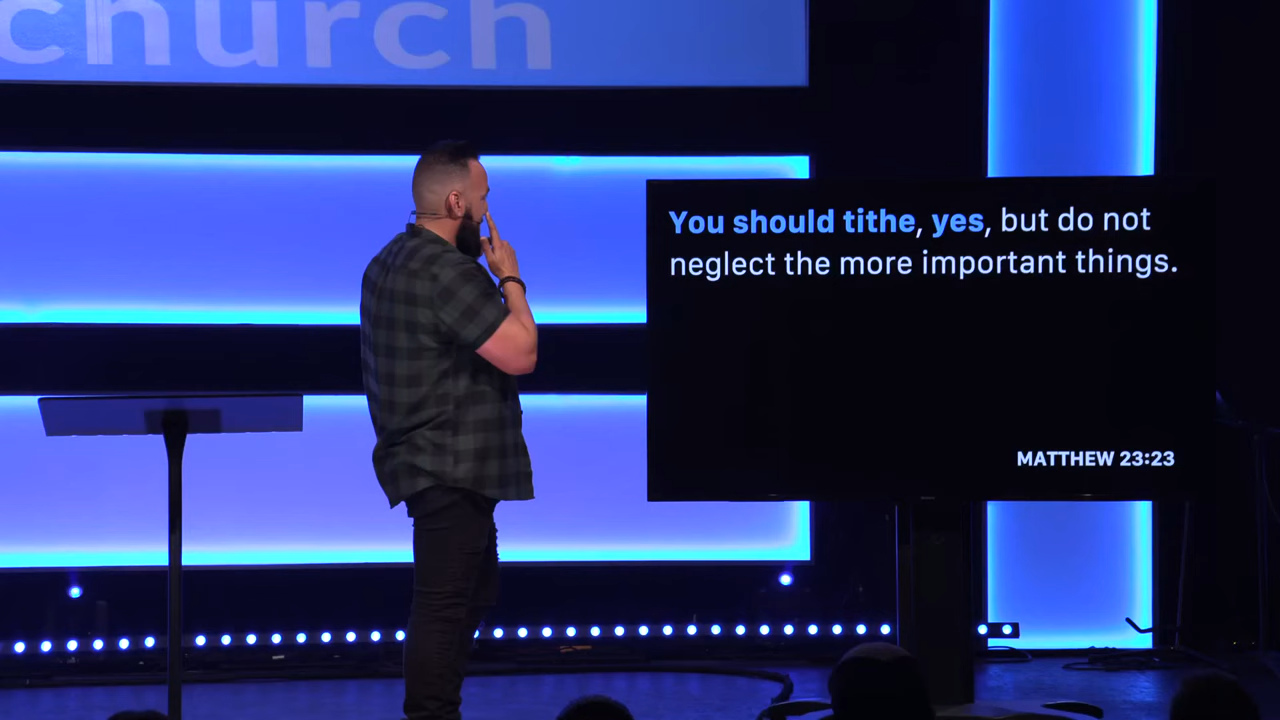 church
You should tithe, yes, but do not
neglect the more important things.
MATTHEW 23:23